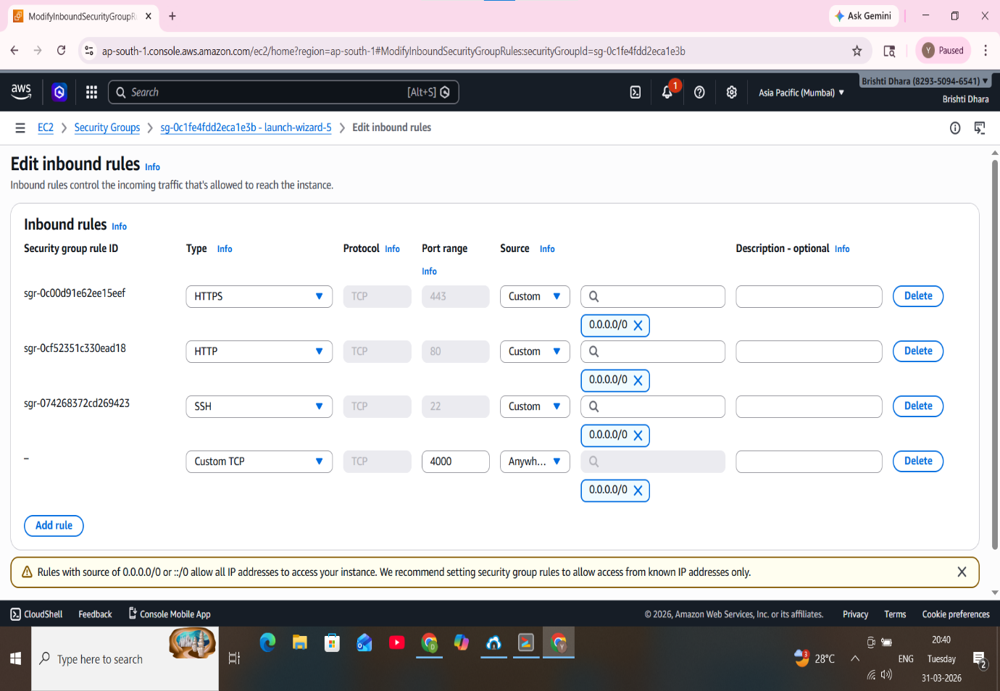 ModifyInboundSecurityGroupR
Ask Gemini
ap-south-1.console.aws.amazon.com/ec2/home?region=ap-south-1#ModifyInboundSecurityGroupRules:securityGroupId=sg-0c1fe4fdd2eca1e3b
Y
Paused
aws
Search
[Alt+S]
1
Asia Pacific (Mumbai)
Brishti Dhara (8293-5094-6541)
Brishti Dhara
EC2
Security Groups
sg-0c1fe4fdd2eca1e3b - launch-wizard-5
Edit inbound rules
Edit inbound rules Info
Inbound rules control the incoming traffic that's allowed to reach the instance.
Inbound rules Info
Security group rule ID
Type Info
Protocol Info
Port range Info
Source Info
Description - optional Info
sgr-0c00d91e62ee15eef HTTPS TCP 443 Custom Delete
0.0.0.0/0
sgr-0cf52351c330ead18 HTTP TCP 80 Custom Delete
0.0.0.0/0
sgr-074268372cd269423 SSH TCP 22 Custom Delete
0.0.0.0/0
– Custom TCP TCP 4000 Anywh... Delete
0.0.0.0/0
Add rule
Rules with source of 0.0.0.0/0 or ::/0 allow all IP addresses to access your instance. We recommend setting security group rules to allow access from known IP addresses only.
CloudShell Feedback Console Mobile App © 2026, Amazon Web Services, Inc. or its affiliates. Privacy Terms Cookie preferences
Type here to search
3
28°C
ENG
20:40
Tuesday
31-03-2026
2